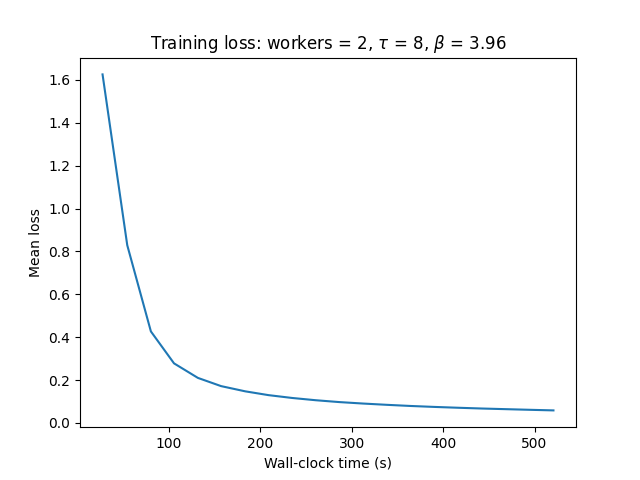 Training loss: workers = 2, τ = 8, β = 3.96
Mean loss
1.6
1.4
1.2
1.0
0.8
0.6
0.4
0.2
0.0
100 200 300 400 500
Wall-clock time (s)